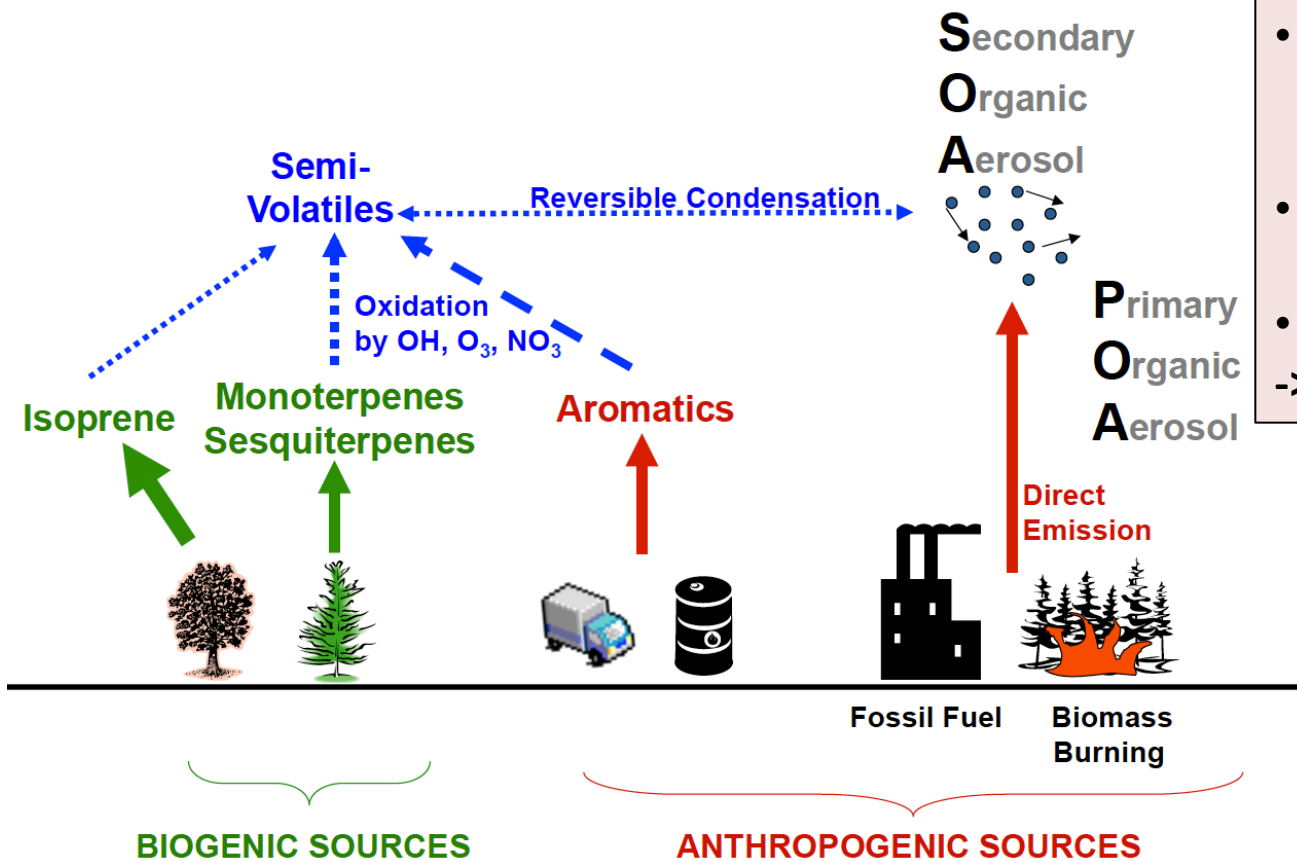 Secondary
Organic
Aerosol
Semi-
Volatiles
Reversible Condensation
Oxidation
by OH, O₃, NO₃
Primary
Organic
Aerosol
Isoprene
Monoterpenes
Sesquiterpenes
Aromatics
Direct
Emission
Fossil Fuel
Biomass
Burning
BIOGENIC SOURCES
ANTHROPOGENIC SOURCES
•
•
•
->